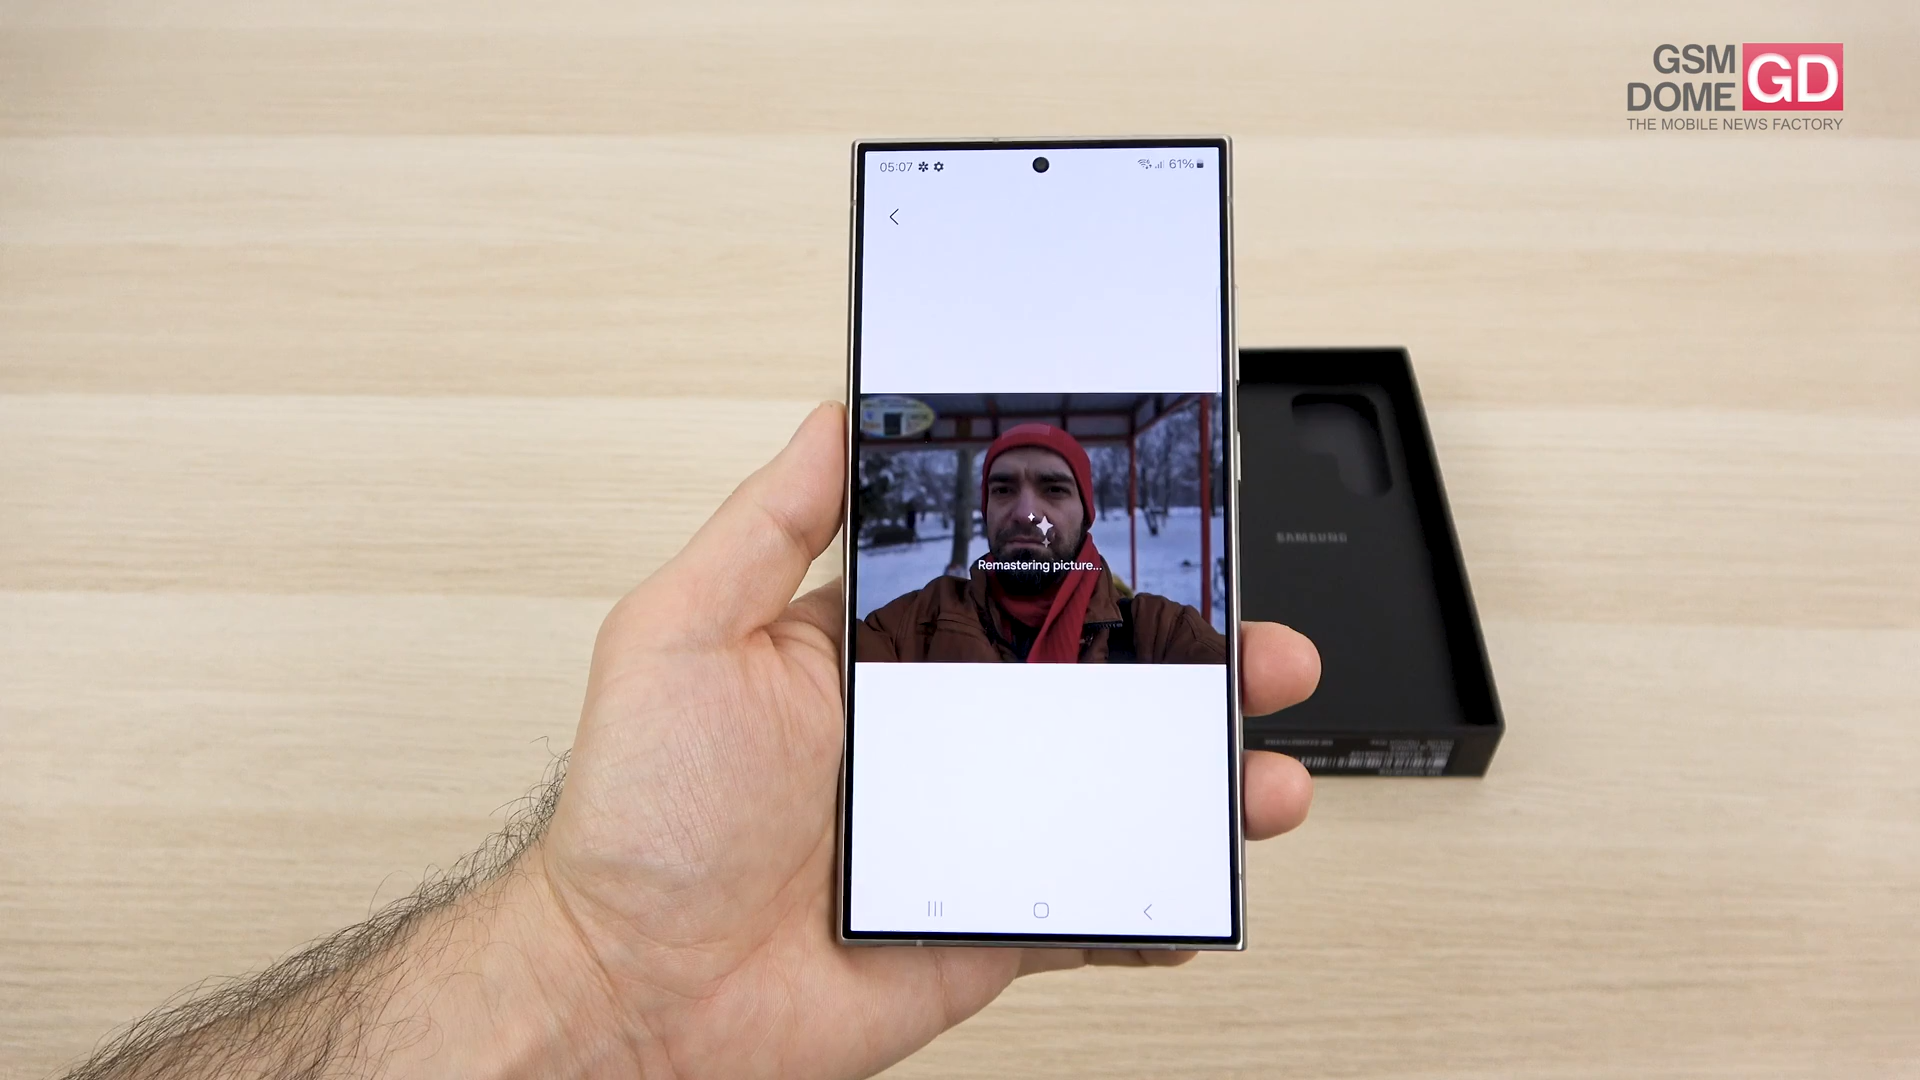 GSM
DOME
GD
THE MOBILE NEWS FACTORY
05:07
61%
Remastering picture...
SAMSUNG